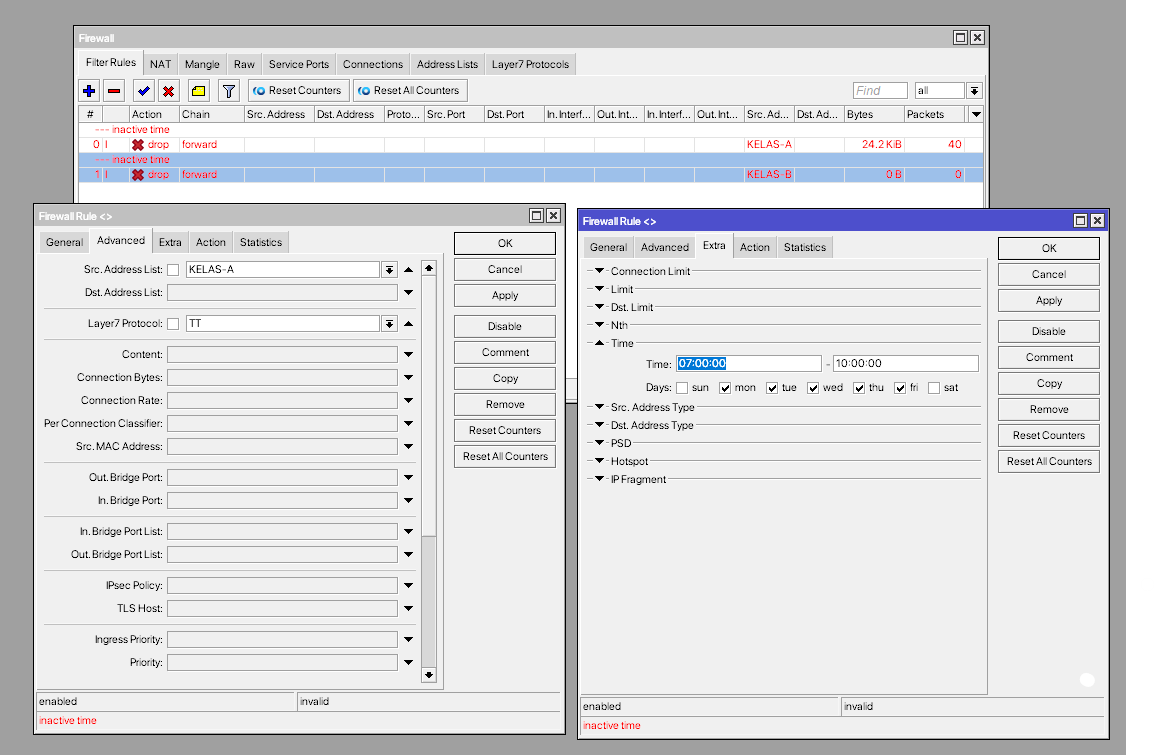 Firewall
Filter Rules NAT Mangle Raw Service Ports Connections Address Lists Layer7 Protocols
Reset Counters Reset All Counters Find all
# Action Chain Src. Address Dst. Address Proto... Src. Port Dst. Port In. Interf... Out. Int... In. Interf... Out. Int... Src. Ad... Dst. Ad... Bytes Packets
--- inactive time
0 I drop forward KELAS-A 24.2 KiB 40
--- inactive time
1 I drop forward KELAS-B 0 B 0
Firewall Rule <>
General Advanced Extra Action Statistics
Src. Address List: KELAS-A
Dst. Address List:
Layer7 Protocol: TT
Content:
Connection Bytes:
Connection Rate:
Per Connection Classifier:
Src. MAC Address:
Out. Bridge Port:
In. Bridge Port:
In. Bridge Port List:
Out. Bridge Port List:
IPsec Policy:
TLS Host:
Ingress Priority:
Priority:
OK
Cancel
Apply
Disable
Comment
Copy
Remove
Reset Counters
Reset All Counters
enabled invalid
inactive time
Firewall Rule <>
General Advanced Extra Action Statistics
Connection Limit
Limit
Dst. Limit
Nth
Time
Time: 07:00:00 - 10:00:00
Days: sun mon tue wed thu fri sat
Src. Address Type
Dst. Address Type
PSD
Hotspot
IP Fragment
OK
Cancel
Apply
Disable
Comment
Copy
Remove
Reset Counters
Reset All Counters
enabled invalid
inactive time